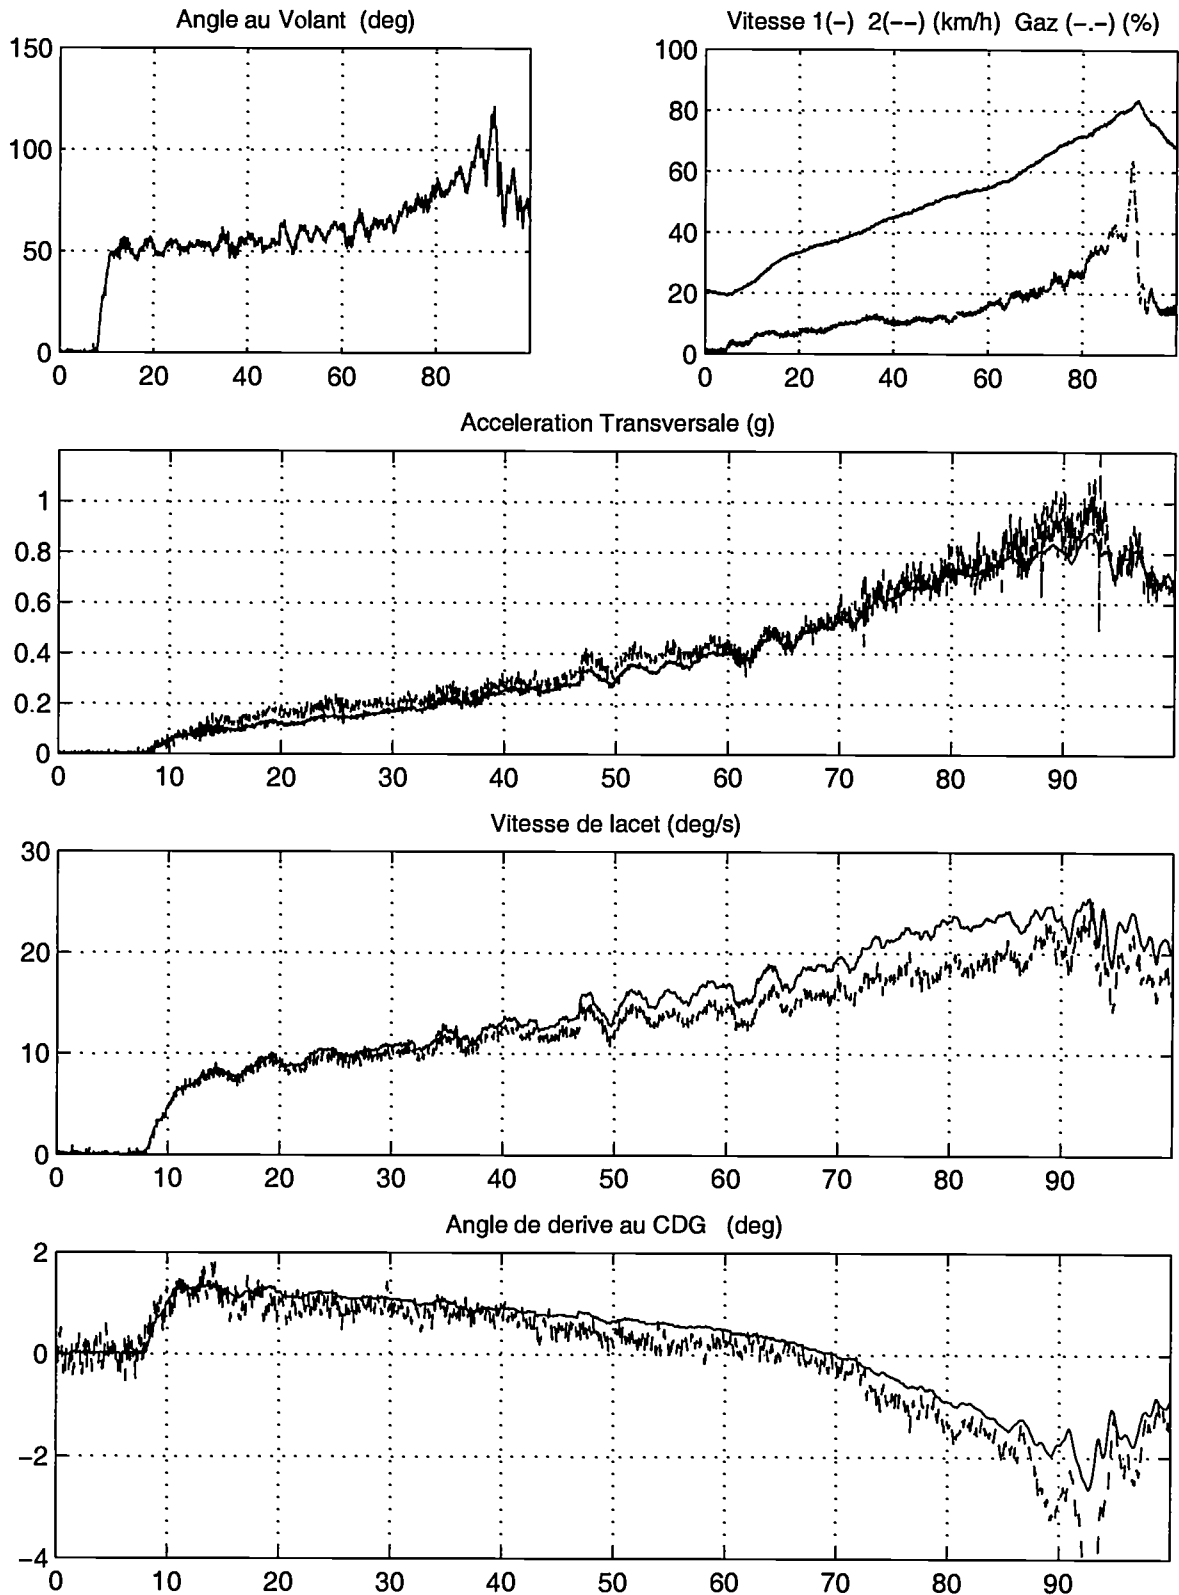 Angle au Volant (deg)
150
100
50
0
0 20 40 60 80
Vitesse 1(−) 2(−−) (km/h) Gaz (−.−) (%)
100
80
60
40
20
0
0 20 40 60 80
Acceleration Transversale (g)
1
0.8
0.6
0.4
0.2
0
0 10 20 30 40 50 60 70 80 90
Vitesse de lacet (deg/s)
30
20
10
0
0 10 20 30 40 50 60 70 80 90
Angle de derive au CDG (deg)
2
0
−2
−4
0 10 20 30 40 50 60 70 80 90